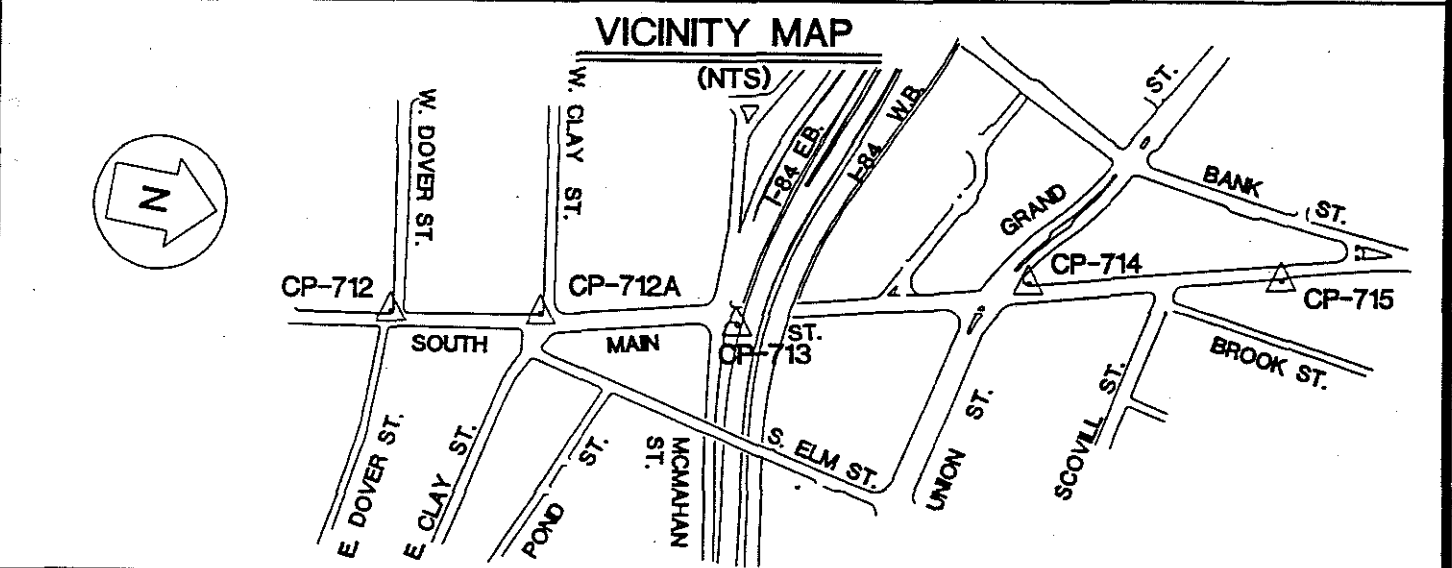 VICINITY MAP
(NTS)
N
W. DOVER ST.
W. CLAY ST.
I-84 E.B.
I-84 W.B.
GRAND
ST.
BANK
ST.
CP-712
CP-712A
CP-713
CP-714
CP-715
SOUTH
MAIN
ST.
E. DOVER ST.
E. CLAY ST.
POND
ST.
MCMAHAN
ST.
S. ELM ST.
UNION ST.
SCOVILL ST.
BROOK ST.